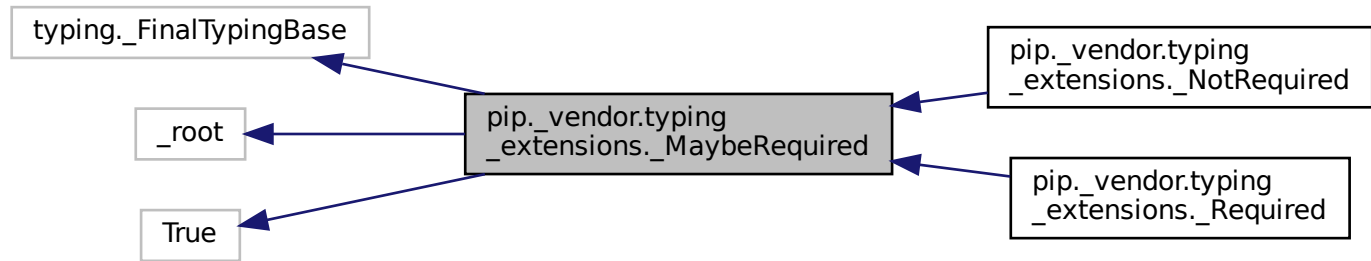 typing._FinalTypingBase
_root
True
pip._vendor.typing
_extensions._MaybeRequired
pip._vendor.typing
_extensions._NotRequired
pip._vendor.typing
_extensions._Required